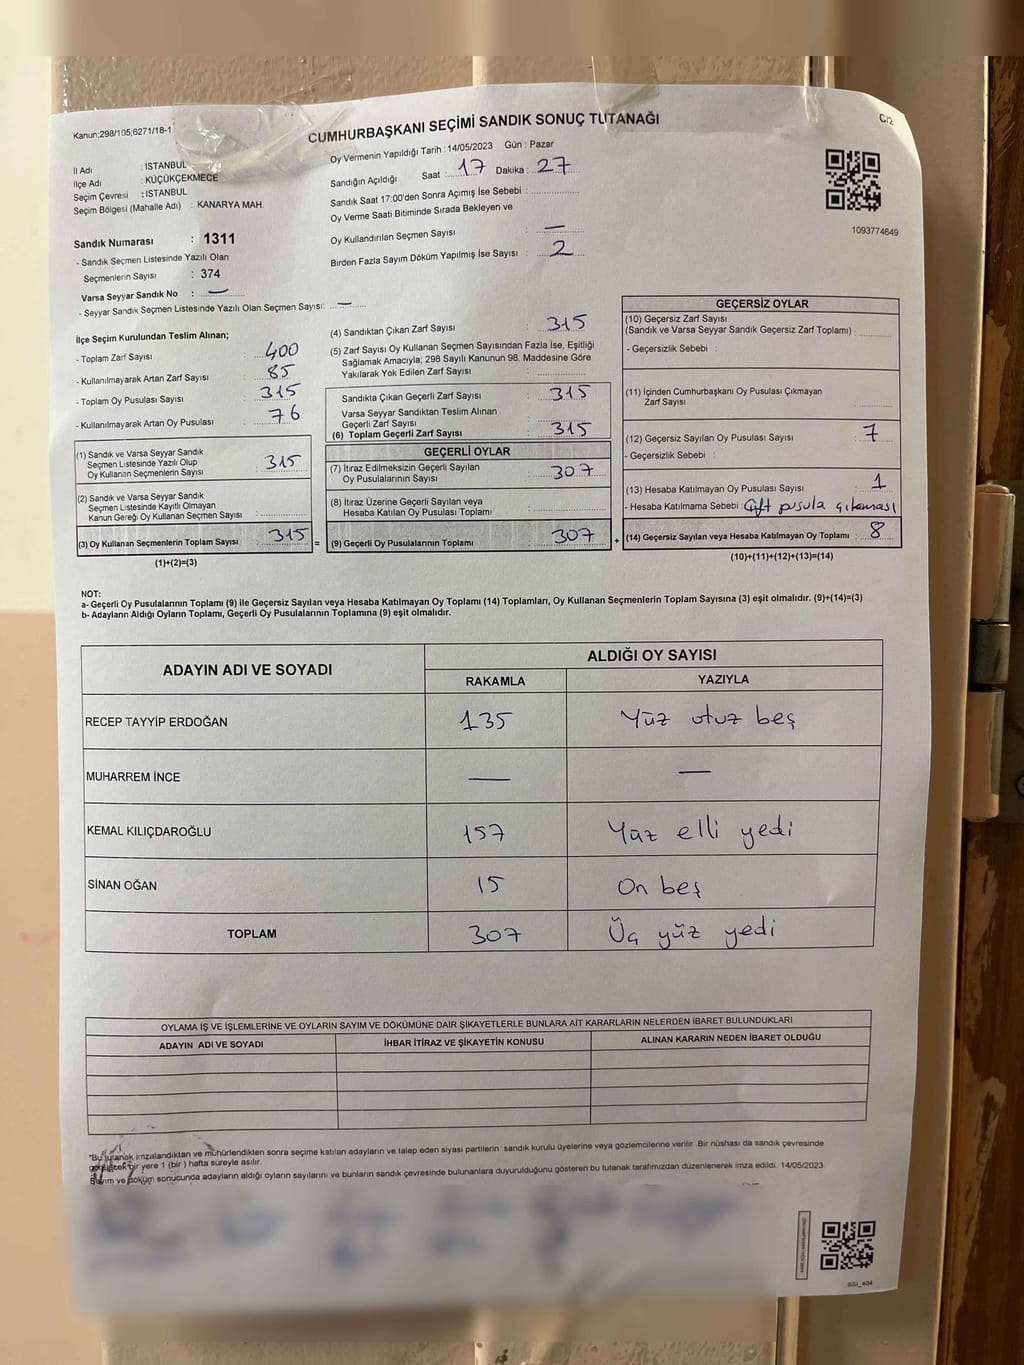 Kanun;298/105;6271/18-1
CUMHURBAŞKANI SEÇİMİ SANDIK SONUÇ TUTANAĞI
C/2
İl Adı : İSTANBUL
İlçe Adı : KÜÇÜKÇEKMECE
Seçim Çevresi : İSTANBUL
Seçim Bölgesi (Mahalle Adı) : KANARYA MAH.
Sandık Numarası : 1311
- Sandık Seçmen Listesinde Yazılı Olan
Seçmenlerin Sayısı : 374
Varsa Seyyar Sandık No : —
- Seyyar Sandık Seçmen Listesinde Yazılı Olan Seçmen Sayısı: —
Oy Vermenin Yapıldığı Tarih : 14/05/2023 Gün : Pazar
Sandığın Açıldığı Saat : 17 Dakika : 27
Sandık Saat 17:00'den Sonra Açımış İse Sebebi :
Oy Verme Saati Bitiminde Sırada Bekleyen ve
Oy Kullandırılan Seçmen Sayısı : —
Birden Fazla Sayım Döküm Yapılmış İse Sayısı : 2
1093774649
İlçe Seçim Kurulundan Teslim Alınan;
- Toplam Zarf Sayısı : 400
- Kullanılmayarak Artan Zarf Sayısı : 85
- Toplam Oy Pusulası Sayısı : 315
- Kullanılmayarak Artan Oy Pusulası : 76
(1) Sandık ve Varsa Seyyar Sandık
Seçmen Listesinde Yazılı Olup
Oy Kullanan Seçmenlerin Sayısı : 315
(2) Sandık ve Varsa Seyyar Sandık
Seçmen Listesinde Kayıtlı Olmayan
Kanun Gereği Oy Kullanan Seçmen Sayısı :
(3) Oy Kullanan Seçmenlerin Toplam Sayısı : 315 =
(1)+(2)=(3)
(4) Sandıktan Çıkan Zarf Sayısı : 315
(5) Zarf Sayısı Oy Kullanan Seçmen Sayısından Fazla İse, Eşitliği
Sağlamak Amacıyla; 298 Sayılı Kanunun 98. Maddesine Göre
Yakılarak Yok Edilen Zarf Sayısı :
Sandıkta Çıkan Geçerli Zarf Sayısı : 315
Varsa Seyyar Sandıktan Teslim Alınan
Geçerli Zarf Sayısı :
(6) Toplam Geçerli Zarf Sayısı : 315
GEÇERLİ OYLAR
(7) İtiraz Edilmeksizin Geçerli Sayılan
Oy Pusulasının Sayısı : 307
(8) İtiraz Üzerine Geçerli Sayılan veya
Hesaba Katılan Oy Pusulası Toplamı :
(9) Geçerli Oy Pusulalarının Toplamı : 307 +
GEÇERSİZ OYLAR
(10) Geçersiz Zarf Sayısı
(Sandık ve Varsa Seyyar Sandık Geçersiz Zarf Toplamı) :
- Geçersizlik Sebebi :
(11) İçinden Cumhurbaşkanı Oy Pusulası Çıkmayan
Zarf Sayısı :
(12) Geçersiz Sayılan Oy Pusulası Sayısı : 7
- Geçersizlik Sebebi :
(13) Hesaba Katılmayan Oy Pusulası Sayısı : 1
- Hesaba Katılmama Sebebi : Çift pusula çıkması
(14) Geçersiz Sayılan veya Hesaba Katılmayan Oy Toplamı : 8
(10)+(11)+(12)+(13)=(14)
NOT:
a- Geçerli Oy Pusulalarının Toplamı (9) ile Geçersiz Sayılan veya Hesaba Katılmayan Oy Toplamı (14) Toplamları, Oy Kullanan Seçmenlerin Toplam Sayısına (3) eşit olmalıdır. (9)+(14)=(3)
b- Adayların Aldığı Oyların Toplamı, Geçerli Oy Pusulalarının Toplamına (9) eşit olmalıdır.
ADAYIN ADI VE SOYADI
ALDIĞI OY SAYISI
RAKAMLA YAZIYLA
RECEP TAYYİP ERDOĞAN 135 Yüz otuz beş
MUHARREM İNCE — —
KEMAL KILIÇDAROĞLU 157 Yüz elli yedi
SİNAN OĞAN 15 On beş
TOPLAM 307 Üç yüz yedi
OYLAMA İŞ VE İŞLEMLERİNE VE OYLARIN SAYIM VE DÖKÜMÜNE DAİR ŞİKAYETLERLE BUNLARA AİT KARARLARIN NELERDEN İBARET BULUNDUKLARI
ADAYIN ADI VE SOYADI İHBAR İTİRAZ VE ŞİKAYETİN KONUSU ALINAN KARARIN NEDEN İBARET OLDUĞU
"Bu tutanak imzalandıktan ve mühürlendikten sonra seçime katılan adayların ve talep eden siyasi partilerin sandık kurulu üyelerine veya gözlemcilerine verilir. Bir nüshası da sandık çevresinde
görülecek bir yere 1 (bir) hafta süreyle asılır.
Sayım ve döküm sonucunda adayların aldığı oyların sayılarını ve bunların sandık çevresinde bulunanlara duyurulduğunu gösteren bu tutanak tarafımızdan düzenlenerek imza edildi. 14/05/2023